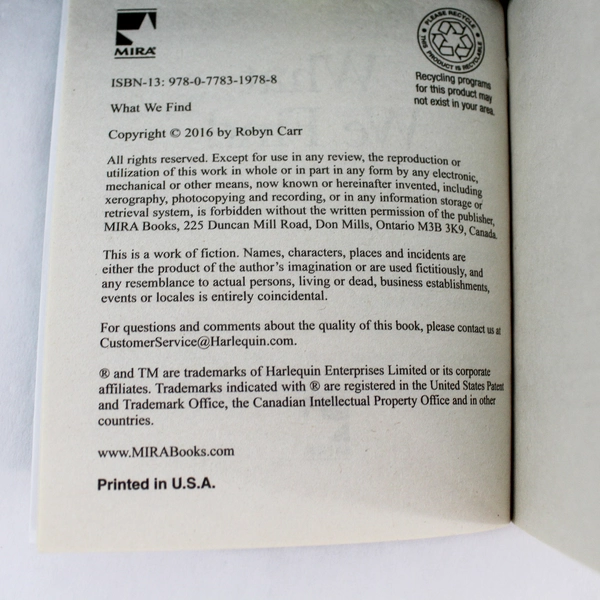 MIRA®
PLEASE RECYCLE
THIS PRODUCT IS RECYCLABLE
Recycling programs
for this product may
not exist in your area.
ISBN-13: 978-0-7783-1978-8
What We Find
Copyright © 2016 by Robyn Carr
All rights reserved. Except for use in any review, the reproduction or
utilization of this work in whole or in part in any form by any electronic,
mechanical or other means, now known or hereinafter invented, including
xerography, photocopying and recording, or in any information storage or
retrieval system, is forbidden without the written permission of the publisher,
MIRA Books, 225 Duncan Mill Road, Don Mills, Ontario M3B 3K9, Canada.
This is a work of fiction. Names, characters, places and incidents are
either the product of the author's imagination or are used fictitiously, and
any resemblance to actual persons, living or dead, business establishments,
events or locales is entirely coincidental.
For questions and comments about the quality of this book, please contact us at
CustomerService@Harlequin.com.
® and TM are trademarks of Harlequin Enterprises Limited or its corporate
affiliates. Trademarks indicated with ® are registered in the United States Patent
and Trademark Office, the Canadian Intellectual Property Office and in other
countries.
www.MIRABooks.com
Printed in U.S.A.